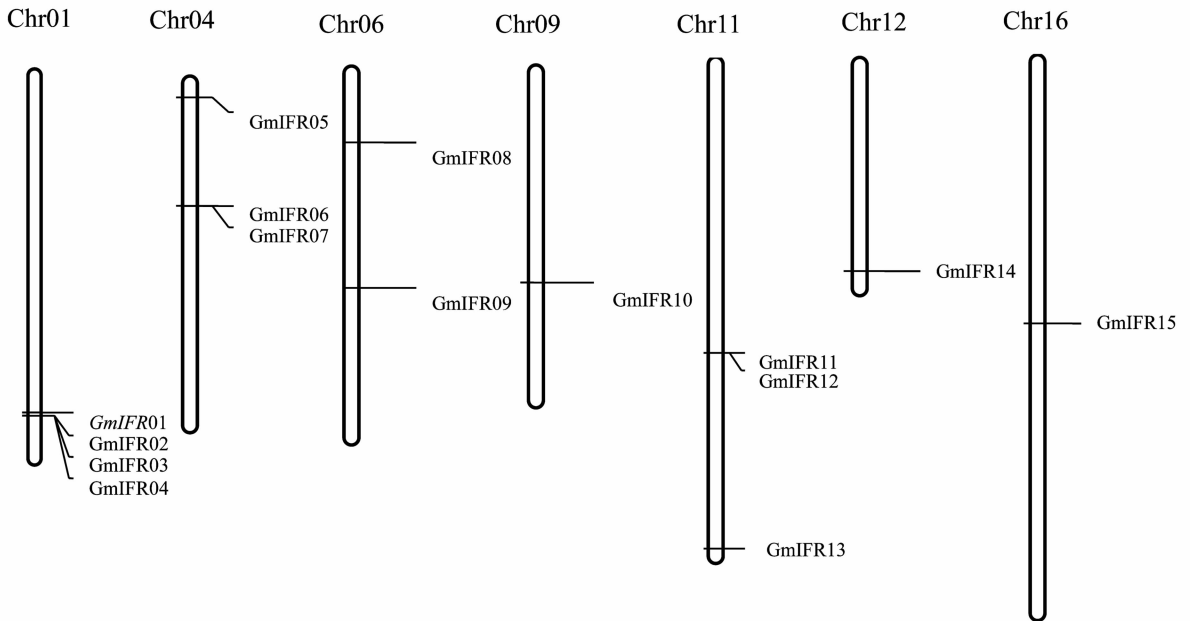 Chr01
Chr04
Chr06
Chr09
Chr11
Chr12
Chr16
GmIFR01
GmIFR02
GmIFR03
GmIFR04
GmIFR05
GmIFR06
GmIFR07
GmIFR08
GmIFR09
GmIFR10
GmIFR11
GmIFR12
GmIFR13
GmIFR14
GmIFR15